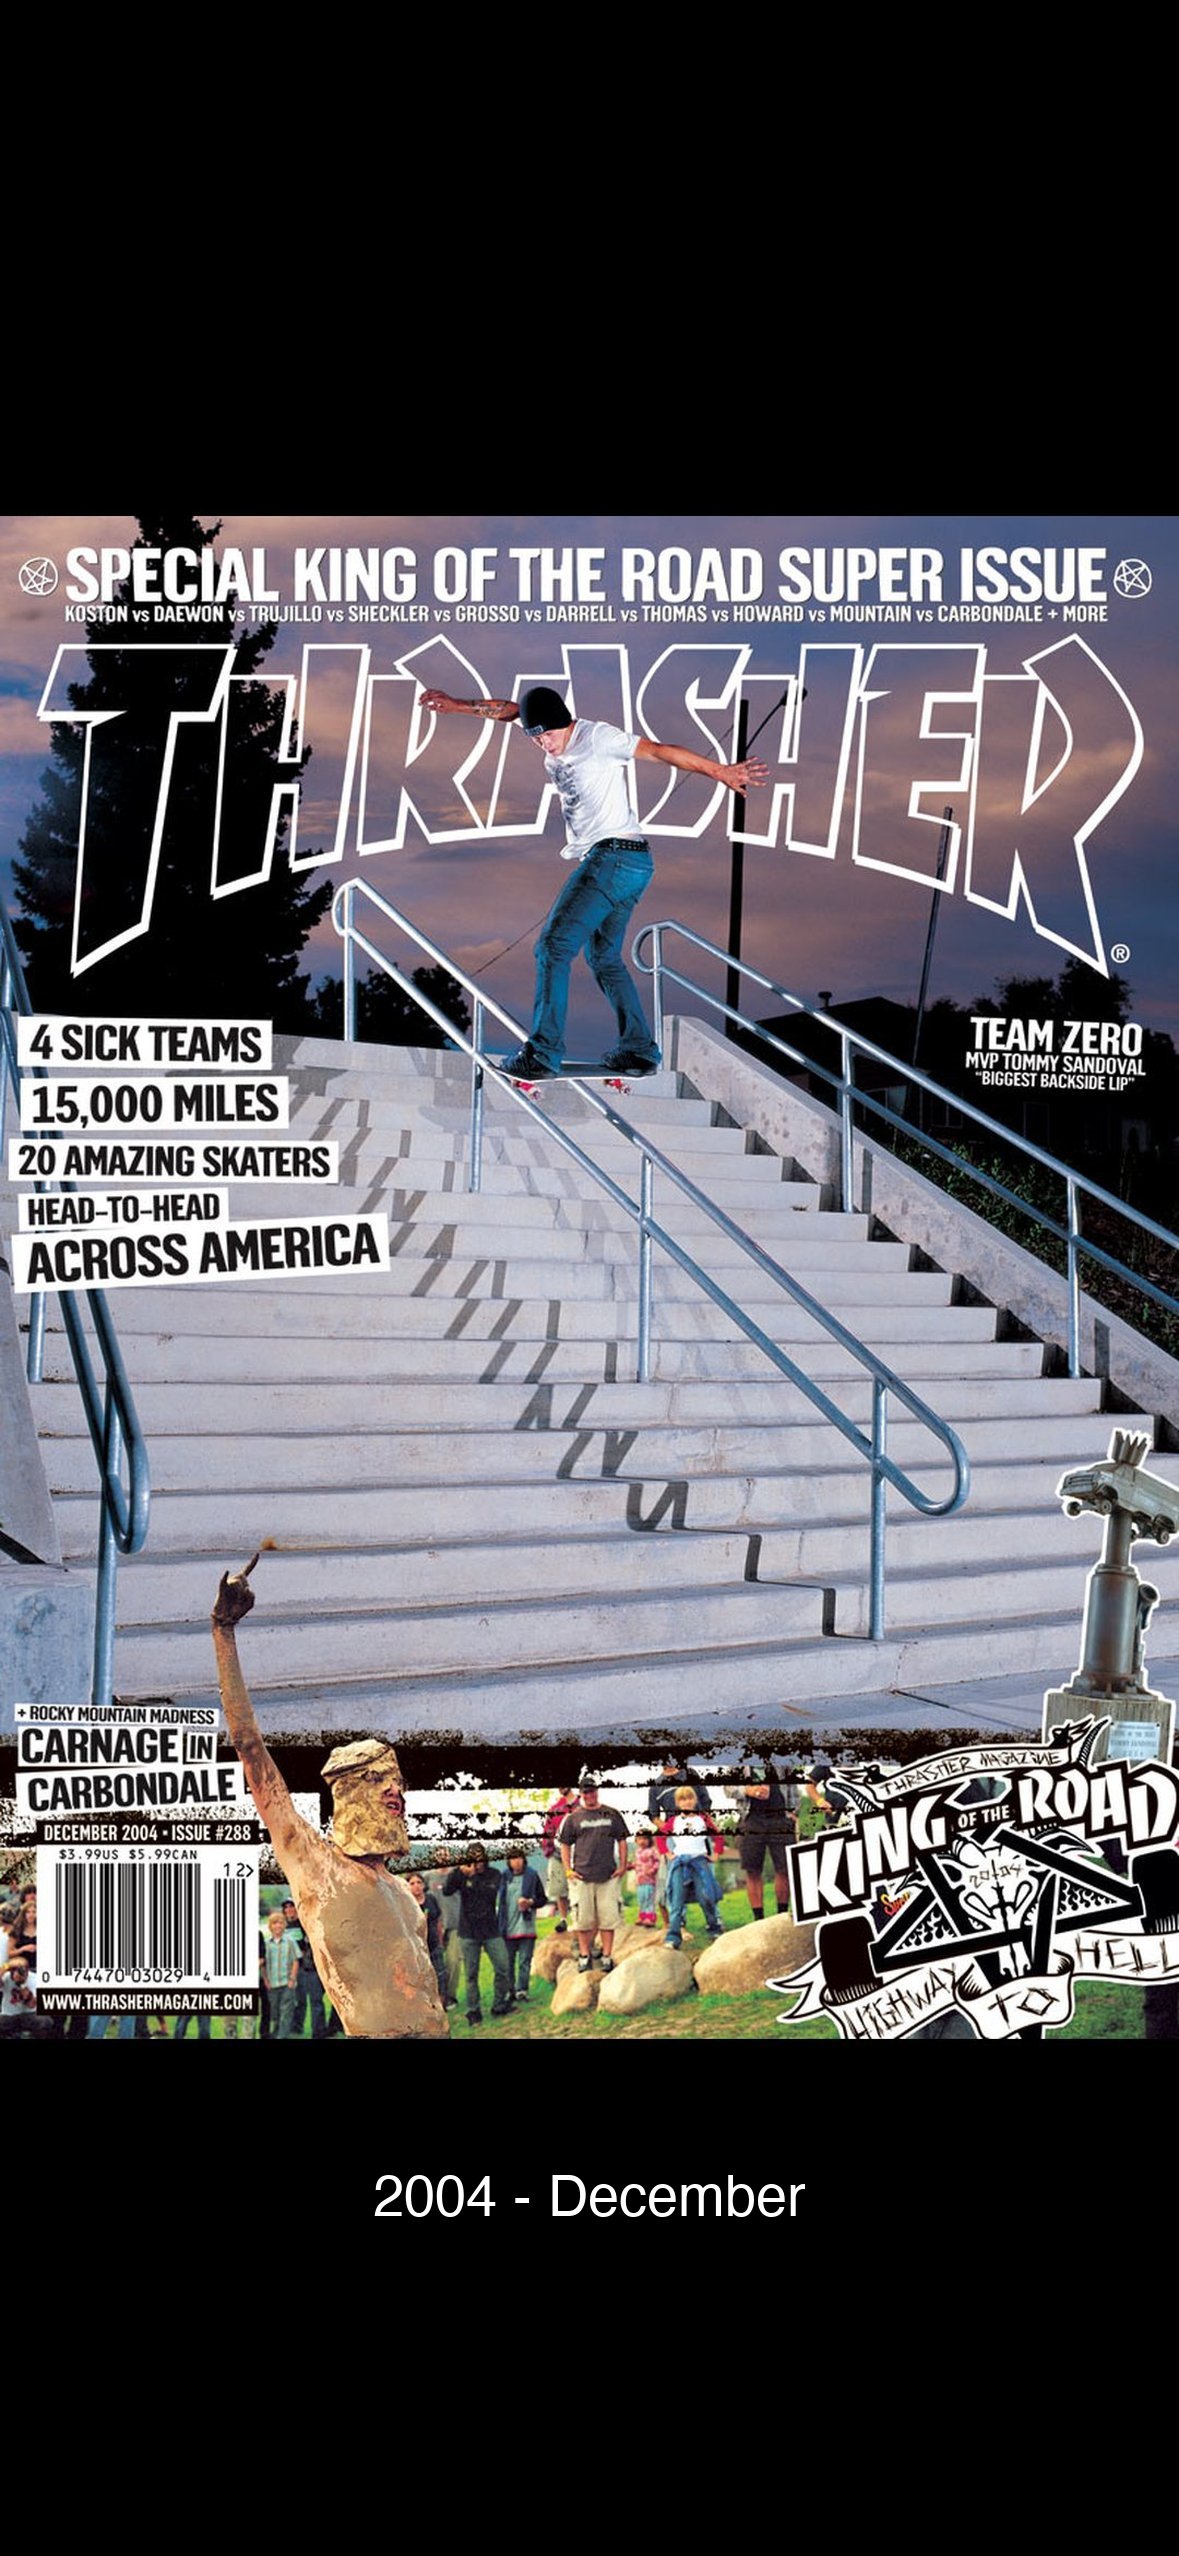 SPECIAL KING OF THE ROAD SUPER ISSUE
KOSTON vs DAEWON vs TRUJILLO vs SHECKLER vs GROSSO vs DARRELL vs THOMAS vs HOWARD vs MOUNTAIN vs CARBONDALE + MORE
THRASHER
®
4 SICK TEAMS
15,000 MILES
20 AMAZING SKATERS
HEAD-TO-HEAD
ACROSS AMERICA
TEAM ZERO
MVP TOMMY SANDOVAL
"BIGGEST BACKSIDE LIP"
+ ROCKY MOUNTAIN MADNESS
CARNAGE IN
CARBONDALE
DECEMBER 2004 • ISSUE #288
$3.99US $5.99CAN
12>
0 74470 03029 4
WWW.THRASHERMAGAZINE.COM
THRASHER MAGAZINE
KING OF THE ROAD
HIGHWAY TO HELL
2004 - December